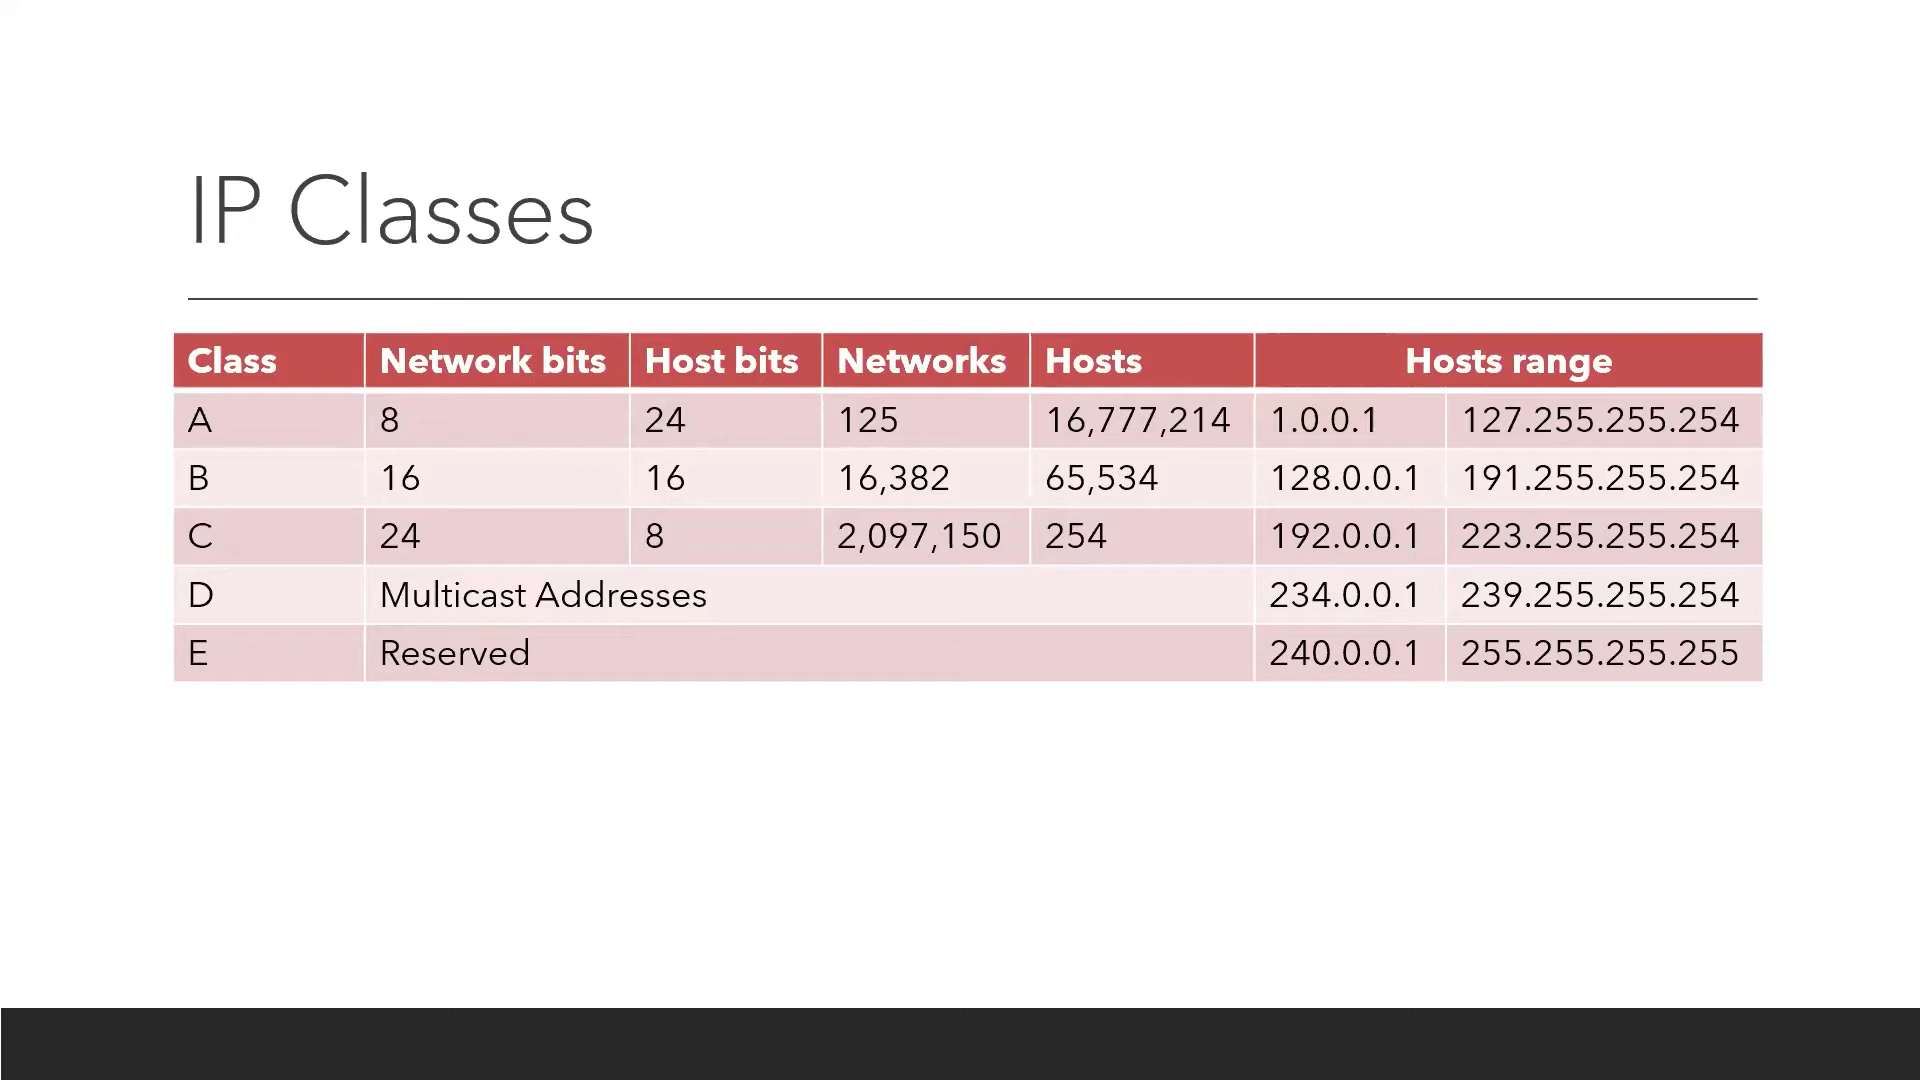 IP Classes
Class Network bits Host bits Networks Hosts Hosts range
A 8 24 125 16,777,214 1.0.0.1 127.255.255.254
B 16 16 16,382 65,534 128.0.0.1 191.255.255.254
C 24 8 2,097,150 254 192.0.0.1 223.255.255.254
D Multicast Addresses 234.0.0.1 239.255.255.254
E Reserved 240.0.0.1 255.255.255.255